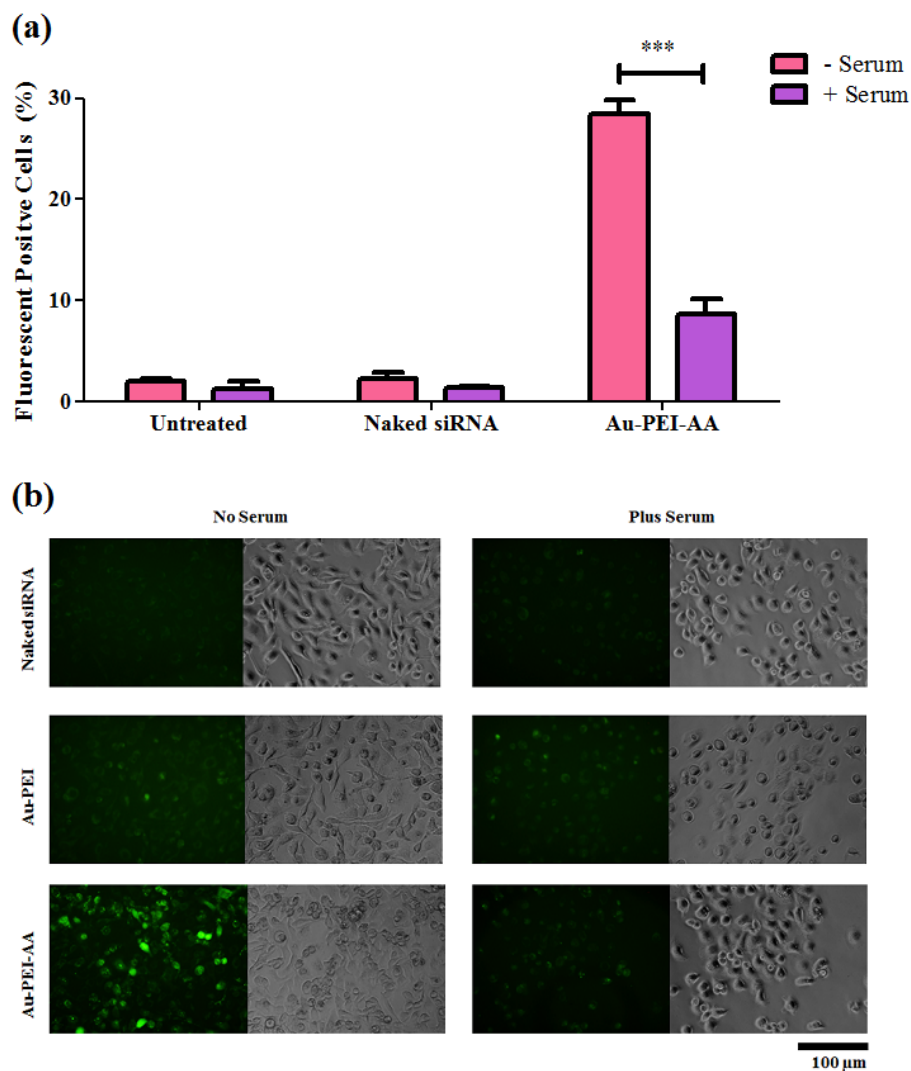 (a)
***
- Serum
+ Serum
Fluorescent Positve Cells (%)
30
20
10
0
Untreated
Naked siRNA
Au-PEI-AA
(b)
No Serum
Plus Serum
Naked siRNA
Au-PEI
Au-PEI-AA
100 µm